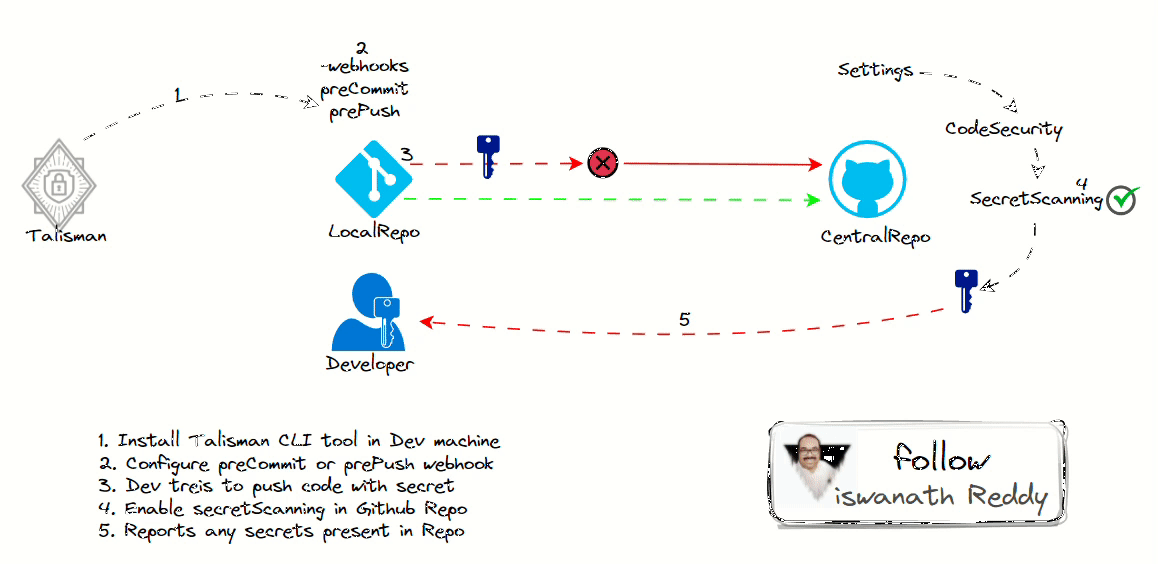 2
webhooks
preCommit
prePush
1
3
Talisman
LocalRepo
CentralRepo
Settings
CodeSecurity
4
SecretScanning
5
Developer
1. Install Talisman CLI tool in Dev machine
2. Configure preCommit or prePush webhook
3. Dev treis to push code with secret
4. Enable secretScanning in Github Repo
5. Reports any secrets present in Repo
follow
iswanath Reddy